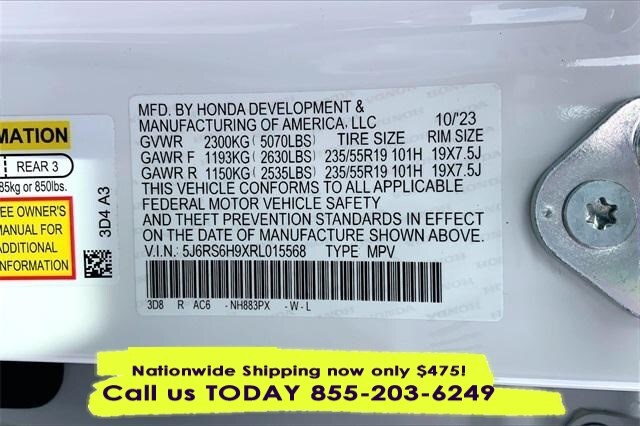 MFD. BY HONDA DEVELOPMENT &
MANUFACTURING OF AMERICA, LLC 10/'23
GVWR 2300KG( 5070LBS) TIRE SIZE RIM SIZE
GAWR F 1193KG( 2630LBS) 235/55R19 101H 19X7.5J
GAWR R 1150KG( 2535LBS) 235/55R19 101H 19X7.5J
THIS VEHICLE CONFORMS TO ALL APPLICABLE
FEDERAL MOTOR VEHICLE SAFETY
AND THEFT PREVENTION STANDARDS IN EFFECT
ON THE DATE OF MANUFACTURE SHOWN ABOVE.
V.I.N.: 5J6RS6H9XRL015568 TYPE MPV
3D8 R AC6 -NH883PX -W-L
MATION
REAR 3
85kg or 850lbs.
EE OWNER'S
MANUAL FOR
ADDITIONAL
INFORMATION
3D4 A3
Nationwide Shipping now only $475!
Call us TODAY 855-203-6249